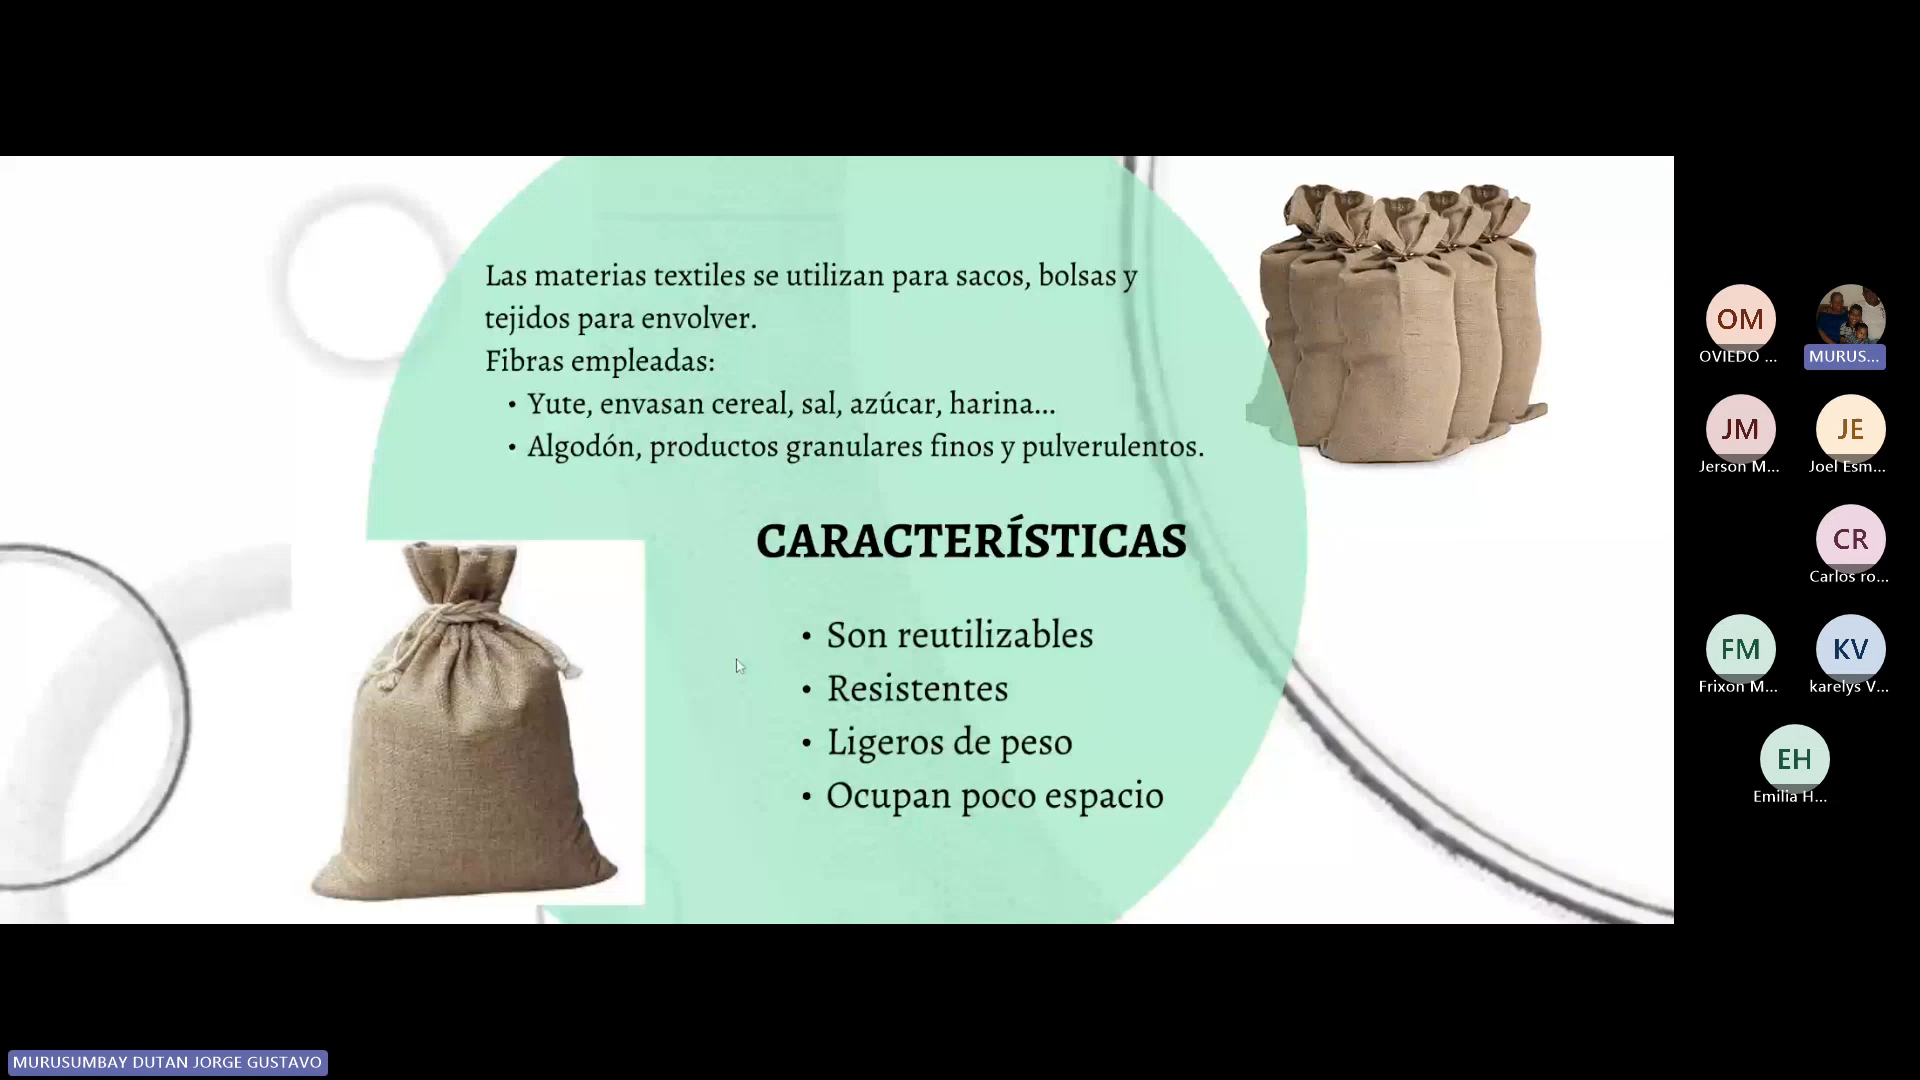 Las materias textiles se utilizan para sacos, bolsas y
tejidos para envolver.
Fibras empleadas:
• Yute, envasan cereal, sal, azúcar, harina...
• Algodón, productos granulares finos y pulverulentos.
CARACTERÍSTICAS
• Son reutilizables
• Resistentes
• Ligeros de peso
• Ocupan poco espacio
OM
OVIEDO ...
MURUS...
JM
Jerson M...
JE
Joel Esm...
CR
Carlos ro...
FM
Frixon M...
KV
karelys V...
EH
Emilia H...
MURUSUMBAY DUTAN JORGE GUSTAVO